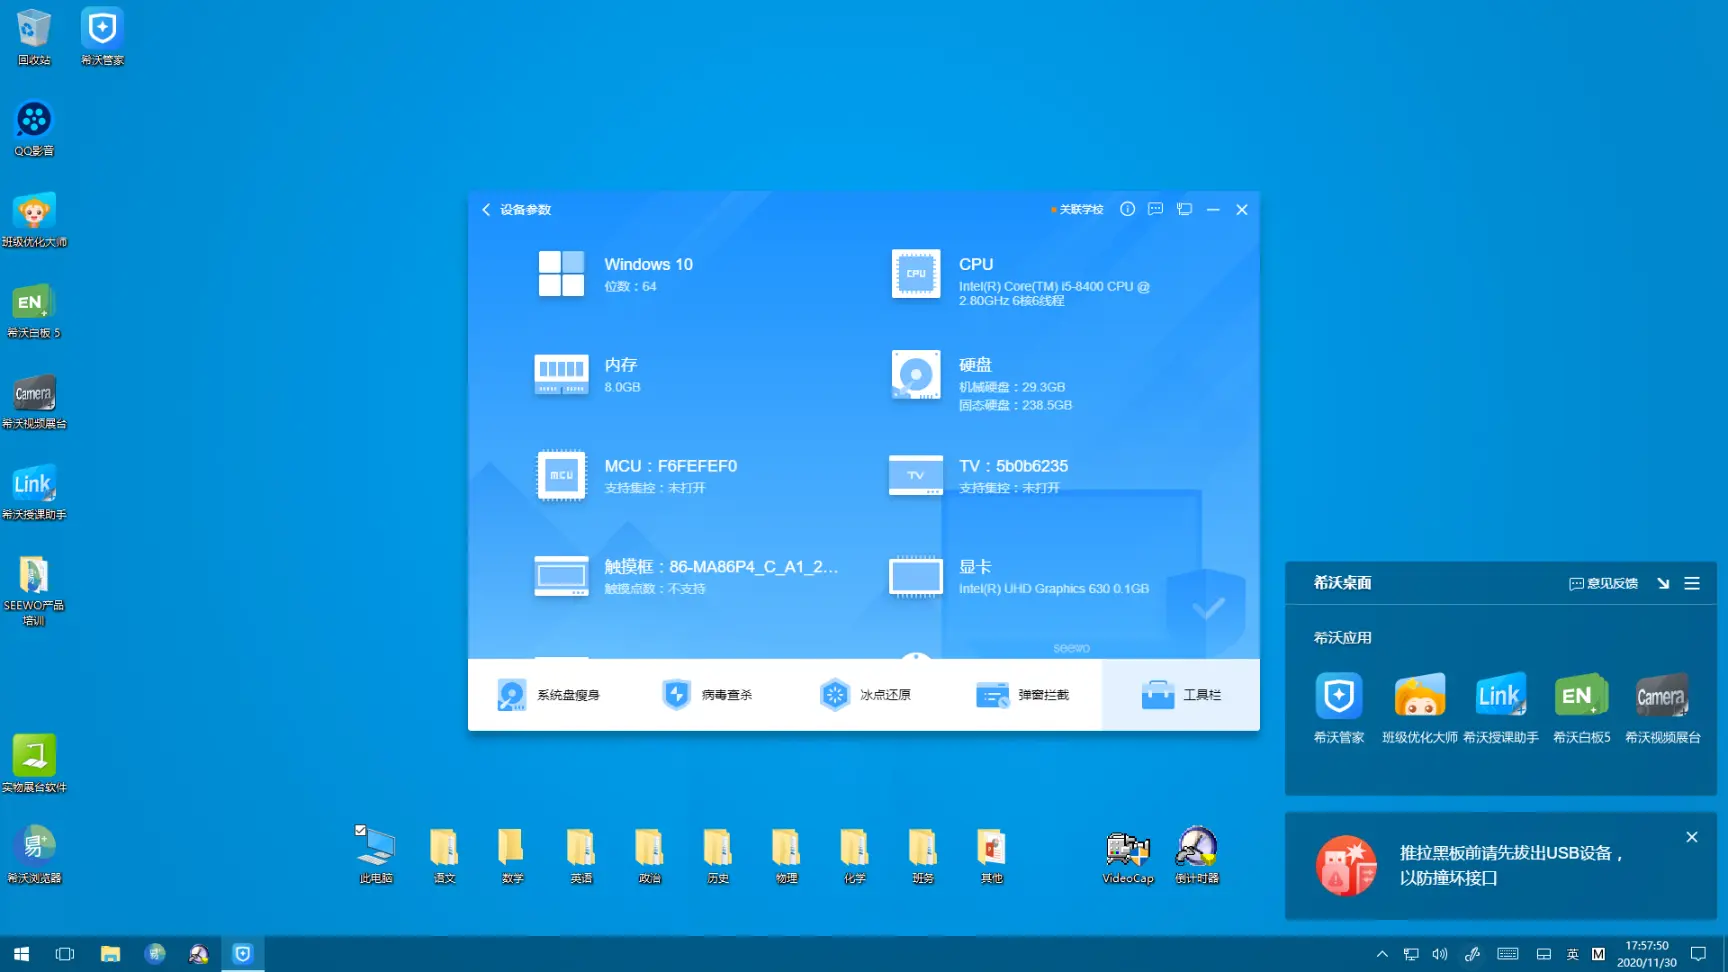 回收站
希沃管家
QQ影音
班级优化大师
EN
希沃白板 5
Camera
希沃视频展台
Link
希沃授课助手
SEEWO产品
培训
实物展台软件
易+
希沃浏览器
设备参数
关联学校
Windows 10
位数：64
CPU
CPU
Intel(R) Core(TM) i5-8400 CPU @
2.80GHz 6核6线程
内存
8.0GB
硬盘
机械硬盘：29.3GB
固态硬盘：238.5GB
MCU
MCU：F6FEFEF0
支持集控：未打开
TV
TV：5b0b6235
支持集控：未打开
触摸框：86-MA86P4_C_A1_2...
触摸点数：不支持
显卡
Intel(R) UHD Graphics 630 0.1GB
seewo
系统盘瘦身
病毒查杀
冰点还原
弹窗拦截
工具栏
希沃桌面
意见反馈
希沃应用
Link
EN
Camera
希沃管家
班级优化大师
希沃授课助手
希沃白板5
希沃视频展台
推拉黑板前请先拔出USB设备，
以防撞坏接口
此电脑
语文
数学
英语
政治
历史
物理
化学
班务
其他
VideoCap
倒计时器
英
M
17:57:50
2020/11/30